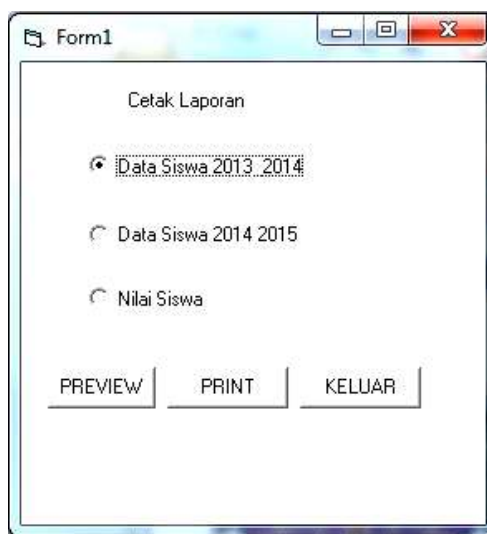 Form1
Cetak Laporan
Data Siswa 2013 2014
Data Siswa 2014 2015
Nilai Siswa
PREVIEW PRINT KELUAR